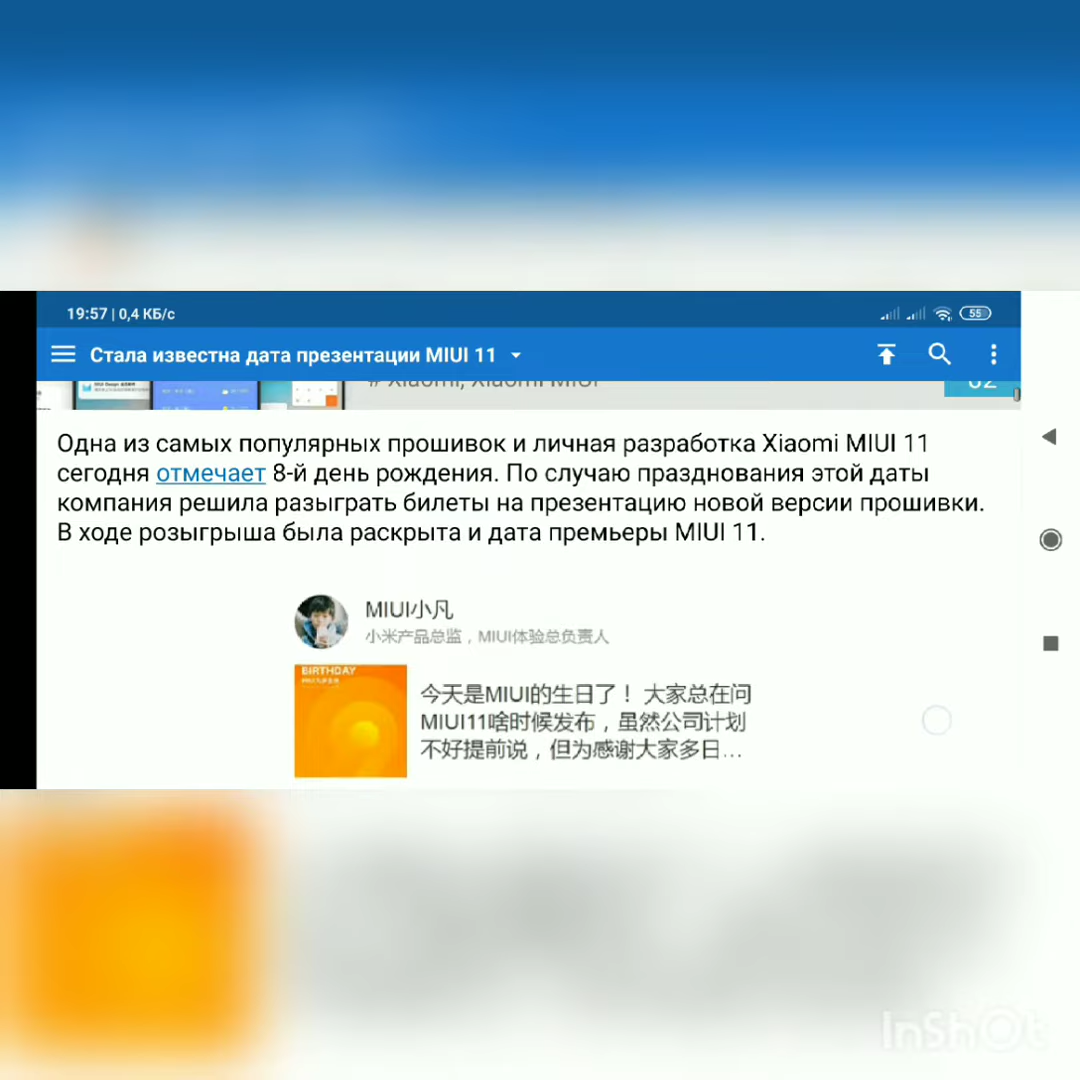 19:57 | 0,4 КБ/с
55
Стала известна дата презентации MIUI 11
# Xiaomi, Xiaomi MIUI
62
Одна из самых популярных прошивок и личная разработка Xiaomi MIUI 11
сегодня отмечает 8-й день рождения. По случаю празднования этой даты
компания решила разыграть билеты на презентацию новой версии прошивки.
В ходе розыгрыша была раскрыта и дата премьеры MIUI 11.
MIUI小凡
小米产品总监，MIUI体验总负责人
BIRTHDAY
今天是MIUI的生日了！大家总在问
MIUI11啥时候发布，虽然公司计划
不好提前说，但为感谢大家多日...
InShOt